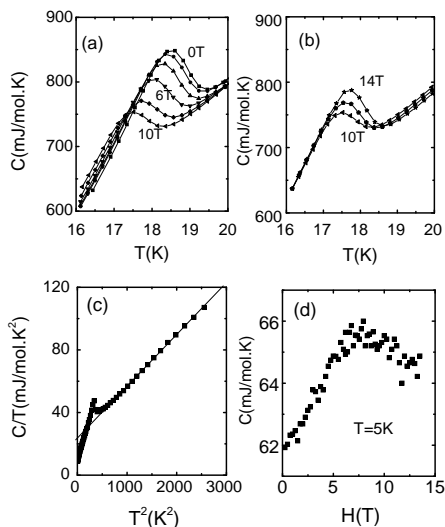 (a)
0T
6T
10T
900
800
700
600
C(mJ/mol.K)
16 17 18 19 20
T(K)
(b)
14T
10T
900
800
700
600
C(mJ/mol.K)
16 17 18 19 20
T(K)
(c)
120
80
40
0
C/T(mJ/mol.K²)
0 1000 2000 3000
T²(K²)
(d)
T=5K
66
64
62
C(mJ/mol.K)
0 5 10 15
H(T)